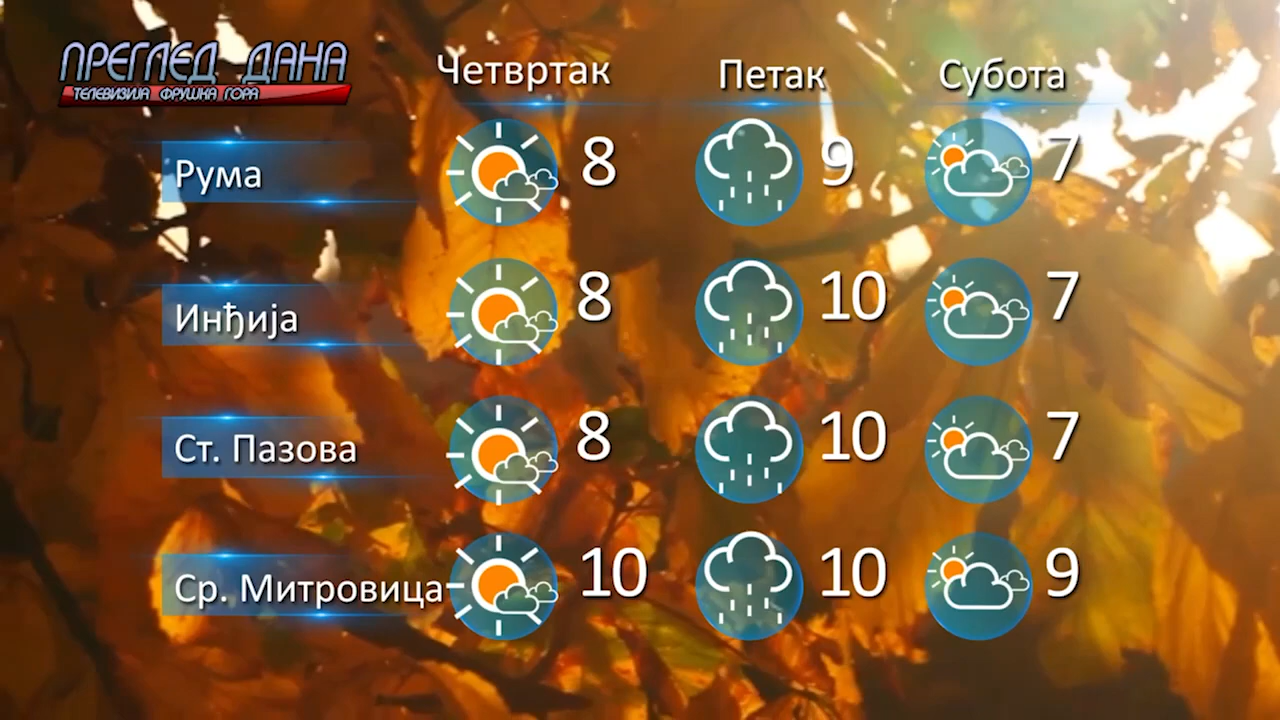 ПРЕГЛЕД ДАНА
ТЕЛЕВИЗИЈА ФРУШКА ГОРА
Четвртак Петак Субота
Рума 8 9 7
Инђија 8 10 7
Ст. Пазова 8 10 7
Ср. Митровица 10 10 9